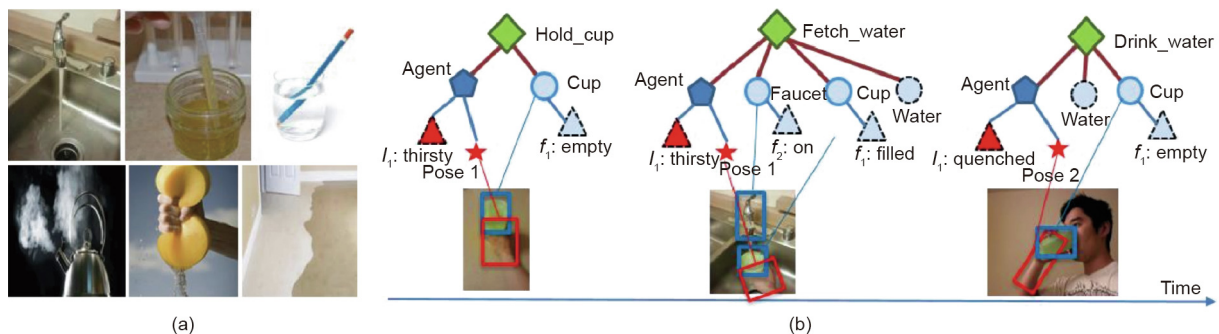 Hold_cup
Agent
Cup
I₁: thirsty
Pose 1
f₁: empty
Fetch_water
Agent
Faucet
Cup
Water
I₁: thirsty
Pose 1
f₂: on
f₁: filled
Drink_water
Agent
Water
Cup
I₁: quenched
Pose 2
f₁: empty
Time
(a)
(b)